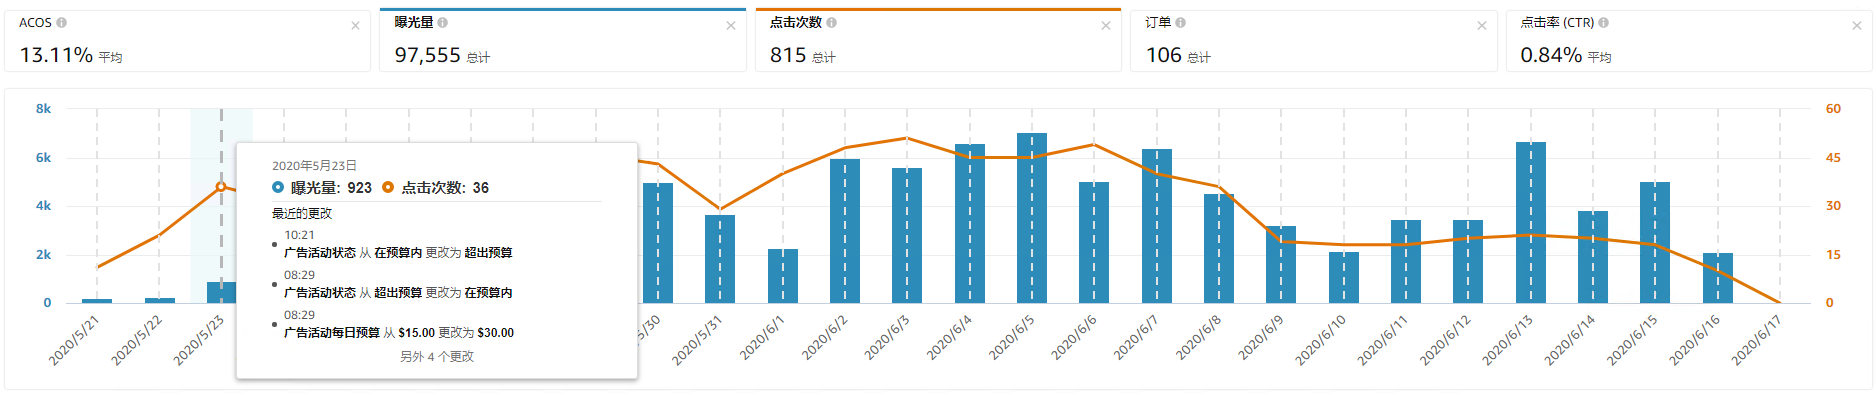 ACOS
13.11% 平均
曝光量
97,555 总计
点击次数
815 总计
订单
106 总计
点击率 (CTR)
0.84% 平均
8k
6k
4k
2k
0
60
45
30
15
0
2020年5月23日
曝光量: 923 点击次数: 36
最近的更改
10:21
广告活动状态 从 在预算内 更改为 超出预算
08:29
广告活动状态 从 超出预算 更改为 在预算内
08:29
广告活动每日预算 从 $15.00 更改为 $30.00
另外 4 个更改
2020/5/21
2020/5/22
2020/5/23
5/30
2020/5/31
2020/6/1
2020/6/2
2020/6/3
2020/6/4
2020/6/5
2020/6/6
2020/6/7
2020/6/8
2020/6/9
2020/6/10
2020/6/11
2020/6/12
2020/6/13
2020/6/14
2020/6/15
2020/6/16
2020/6/17